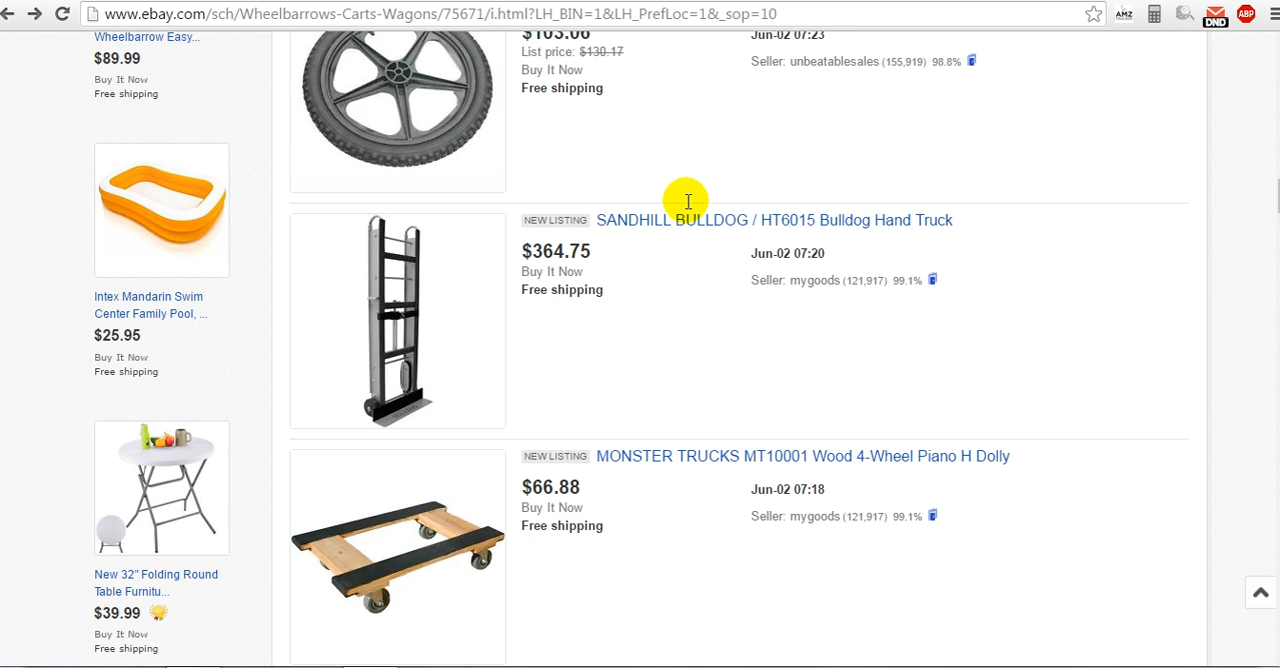 www.ebay.com/sch/Wheelbarrows-Carts-Wagons/75671/i.html?LH_BIN=1&LH_PrefLoc=1&_sop=10
AMZ
DND
ABP
Wheelbarrow Easy...
$89.99
Buy It Now
Free shipping
Intex Mandarin Swim
Center Family Pool, ...
$25.95
Buy It Now
Free shipping
New 32" Folding Round
Table Furnitu...
$39.99
Buy It Now
Free shipping
$103.06
List price: $130.17
Buy It Now
Free shipping
Jun-02 07:23
Seller: unbeatablesales (155,919) 98.8%
NEW LISTING SANDHILL BULLDOG / HT6015 Bulldog Hand Truck
$364.75
Buy It Now
Free shipping
Jun-02 07:20
Seller: mygoods (121,917) 99.1%
NEW LISTING MONSTER TRUCKS MT10001 Wood 4-Wheel Piano H Dolly
$66.88
Buy It Now
Free shipping
Jun-02 07:18
Seller: mygoods (121,917) 99.1%